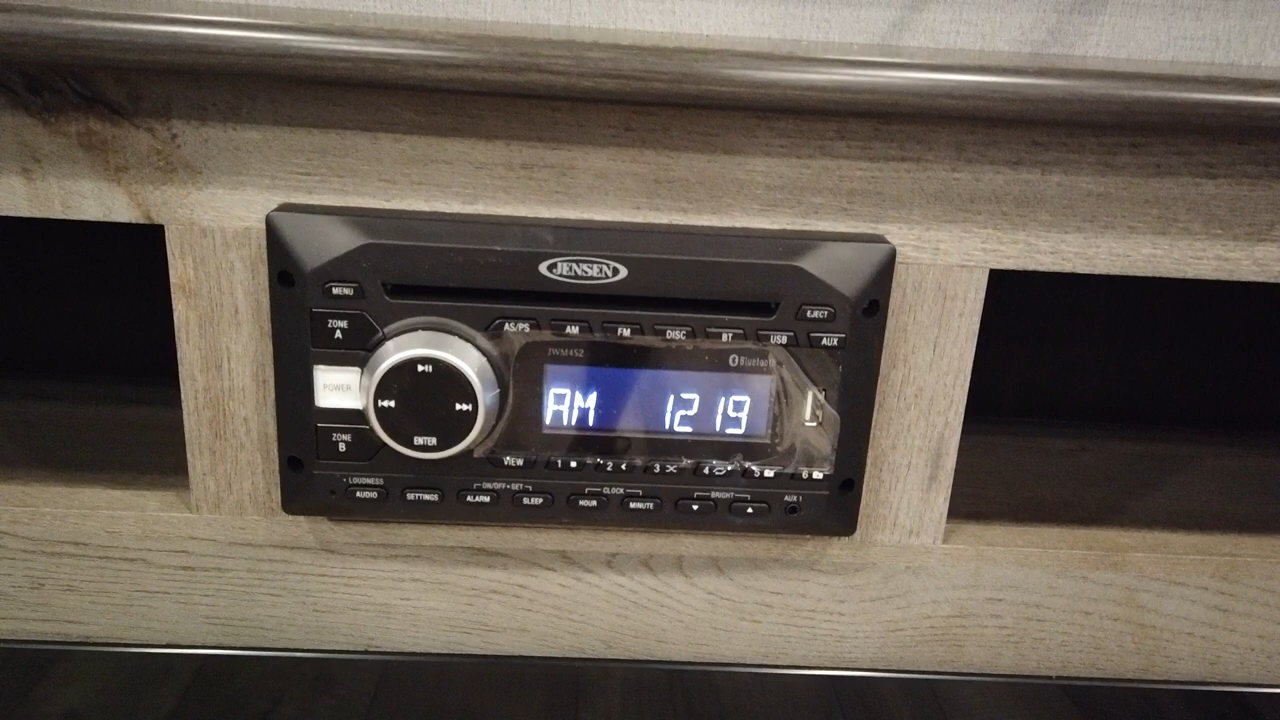 JENSEN
MENU
EJECT
ZONE A
AS/PS AM FM DISC BT USB AUX
JWM452
Bluetooth
POWER
AM 1219
ENTER
ZONE B
VIEW 1 2 3 4 5 6
• LOUDNESS
AUDIO
SETTINGS
ON/OFF•SET
ALARM SLEEP
CLOCK
HOUR MINUTE
BRIGHT
AUX 1